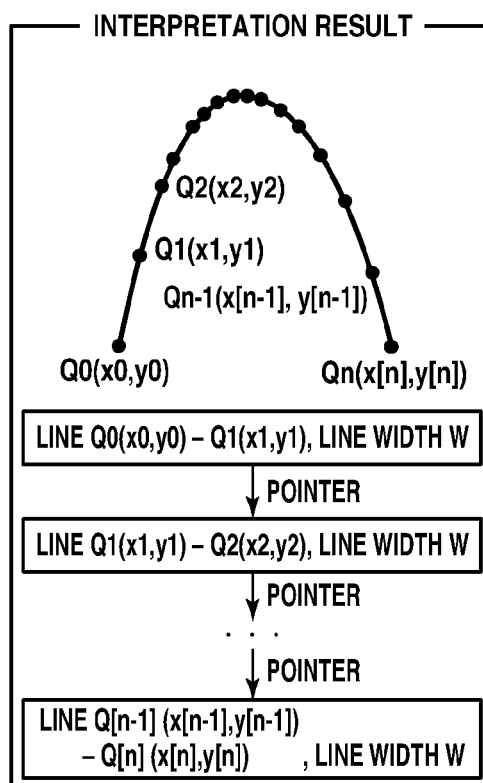 INTERPRETATION RESULT
Q2(x2,y2)
Q1(x1,y1)
Qn-1(x[n-1], y[n-1])
Q0(x0,y0)
Qn(x[n],y[n])
LINE Q0(x0,y0) – Q1(x1,y1), LINE WIDTH W
POINTER
LINE Q1(x1,y1) – Q2(x2,y2), LINE WIDTH W
POINTER
. . .
POINTER
LINE Q[n-1] (x[n-1],y[n-1])
– Q[n] (x[n],y[n]) , LINE WIDTH W